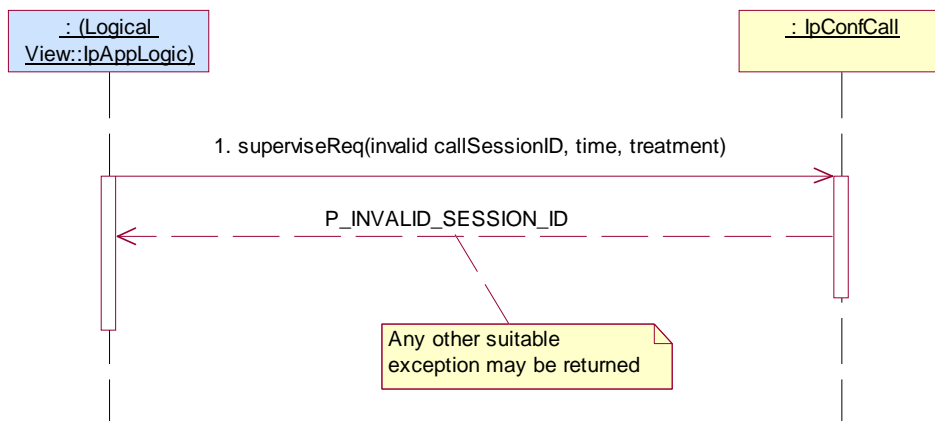 : (Logical
View::IpAppLogic)
: IpConfCall
1. superviseReq(invalid callSessionID, time, treatment)
P_INVALID_SESSION_ID
Any other suitable
exception may be returned